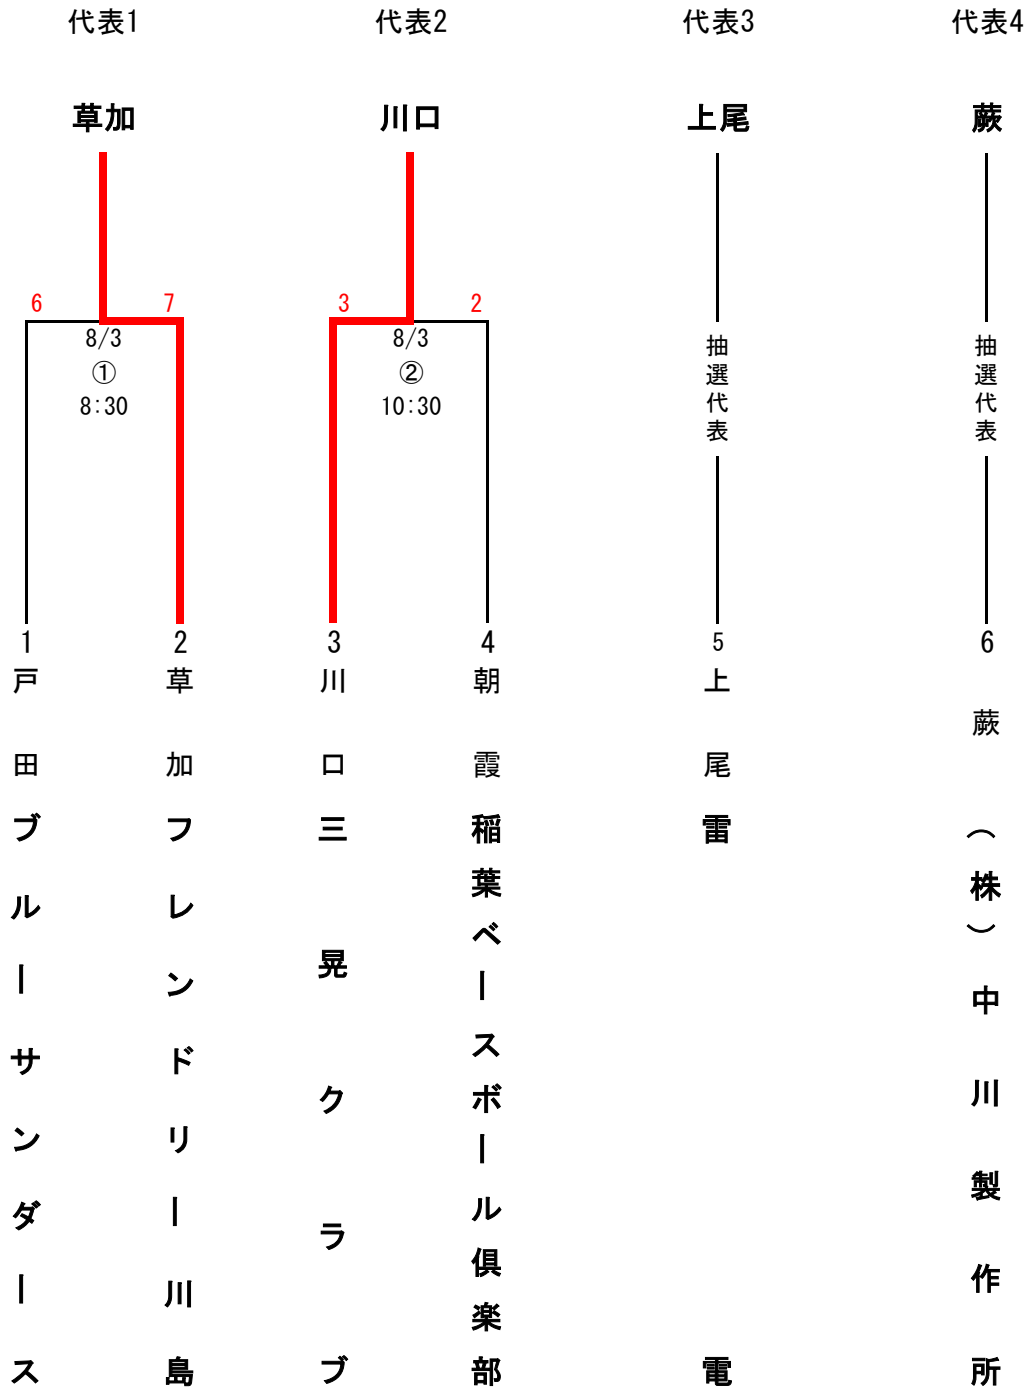 代表1 代表2 代表3 代表4
草加 川口 上尾 蕨
6 7 3 2
8/3
①
8:30
8/3
②
10:30
抽選代表
抽選代表
1 2 3 4 5 6
戸田
ブルーサンダース
草加
フレンドリー川島
川口
三晃クラブ
朝霞
稲葉ベースボール倶楽部
上尾
雷電
蕨
(株)中川製作所